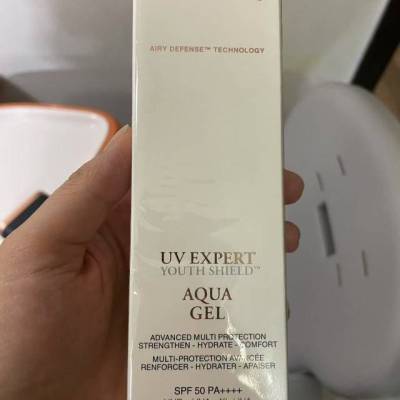 AIRY DEFENSE™ TECHNOLOGY
UV EXPERT
YOUTH SHIELD™
AQUA
GEL
ADVANCED MULTI PROTECTION
STRENGTHEN - HYDRATE - COMFORT
MULTI-PROTECTION AVANCÉE
RENFORCER - HYDRATER - APAISER
SPF 50 PA++++